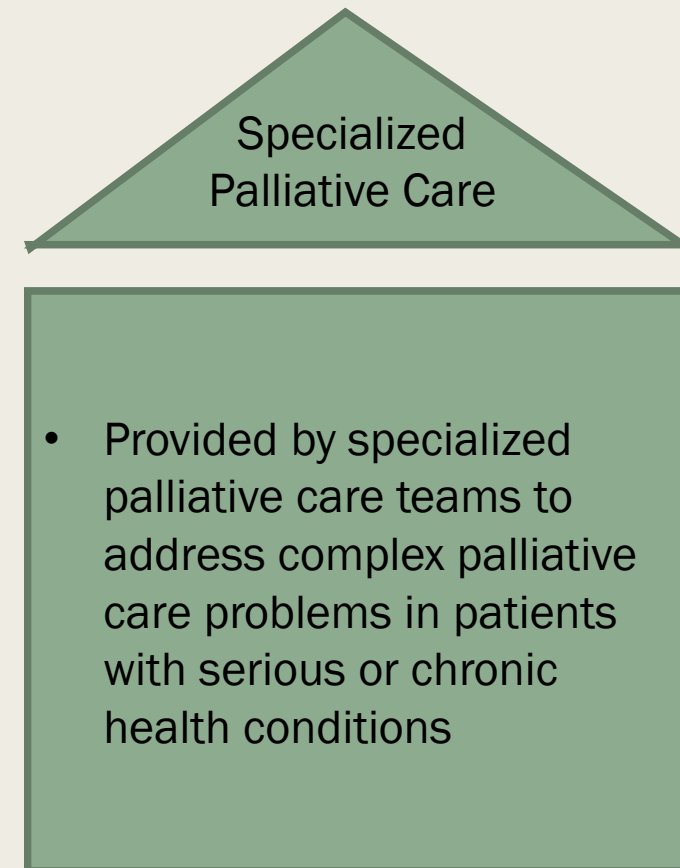 Specialized
Palliative Care
• Provided by specialized
palliative care teams to
address complex palliative
care problems in patients
with serious or chronic
health conditions